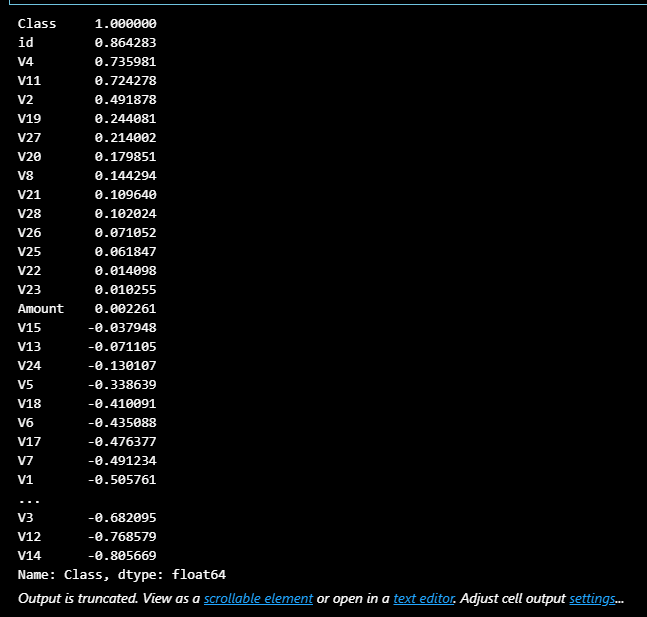 Class     1.000000
id        0.864283
V4        0.735981
V11       0.724278
V2        0.491878
V19       0.244081
V27       0.214002
V20       0.179851
V8        0.144294
V21       0.109640
V28       0.102024
V26       0.071052
V25       0.061847
V22       0.014098
V23       0.010255
Amount    0.002261
V15      -0.037948
V13      -0.071105
V24      -0.130107
V5       -0.338639
V18      -0.410091
V6       -0.435088
V17      -0.476377
V7       -0.491234
V1       -0.505761
...
V3       -0.682095
V12      -0.768579
V14      -0.805669
Name: Class, dtype: float64
Output is truncated. View as a scrollable element or open in a text editor. Adjust cell output settings...